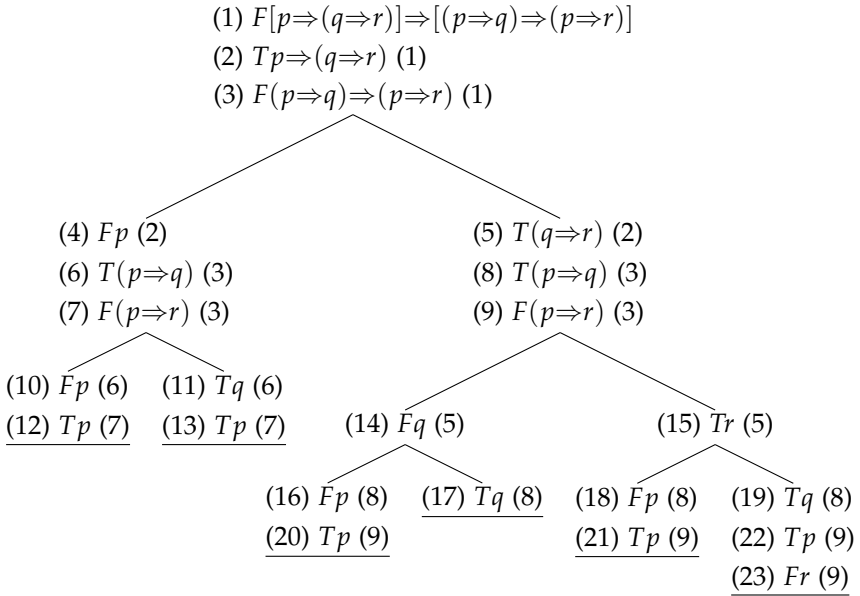 (1) F[p⇒(q⇒r)]⇒[(p⇒q)⇒(p⇒r)]
(2) Tp⇒(q⇒r) (1)
(3) F(p⇒q)⇒(p⇒r) (1)
(4) Fp (2)
(5) T(q⇒r) (2)
(6) T(p⇒q) (3)
(8) T(p⇒q) (3)
(7) F(p⇒r) (3)
(9) F(p⇒r) (3)
(10) Fp (6)
(11) Tq (6)
(12) Tp (7)
(13) Tp (7)
(14) Fq (5)
(15) Tr (5)
(16) Fp (8)
(17) Tq (8)
(18) Fp (8)
(19) Tq (8)
(20) Tp (9)
(21) Tp (9)
(22) Tp (9)
(23) Fr (9)